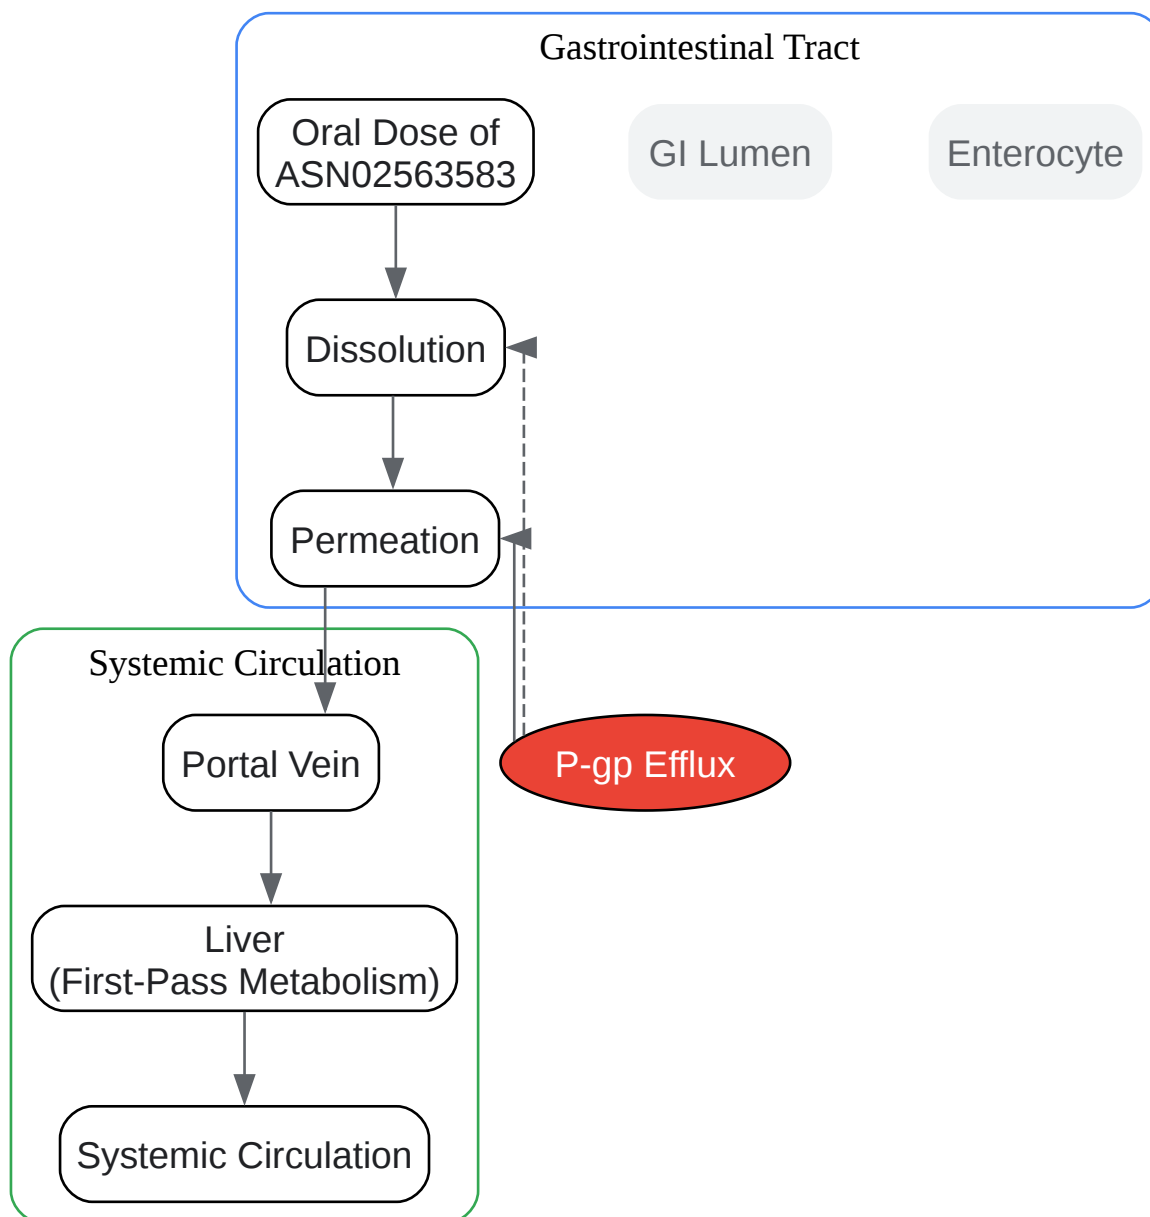 Gastrointestinal Tract
Oral Dose of
ASN02563583
GI Lumen
Enterocyte
Dissolution
Permeation
Systemic Circulation
Portal Vein
P-gp Efflux
Liver
(First-Pass Metabolism)
Systemic Circulation